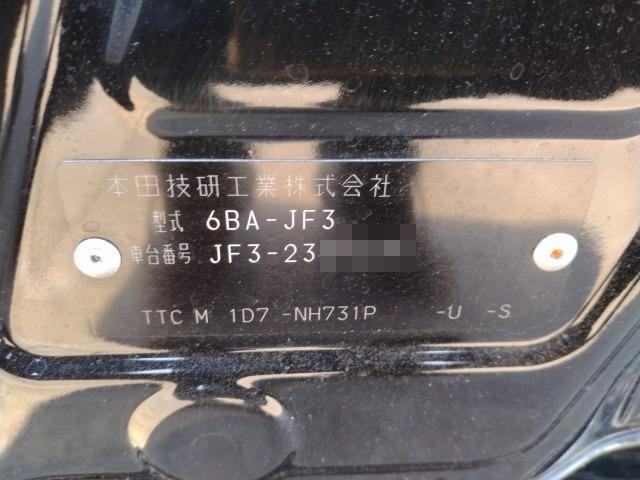 本田技研工業株式会社
型式 6BA-JF3
車台番号 JF3-23
TTC M 1D7 -NH731P -U -S